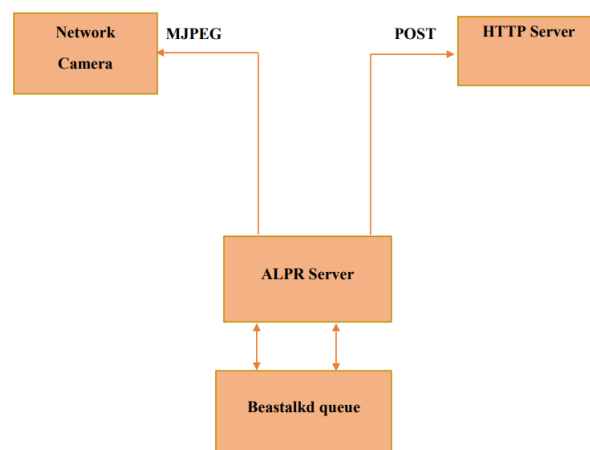 Network
Camera
MJPEG
POST
HTTP Server
ALPR Server
Beastalkd queue